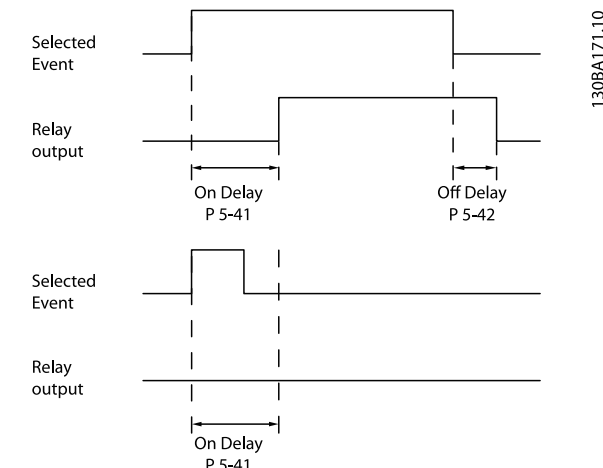 Selected
Event
130BA171.10
Relay
output
On Delay
P 5-41
Off Delay
P 5-42
Selected
Event
Relay
output
On Delay
P 5-41